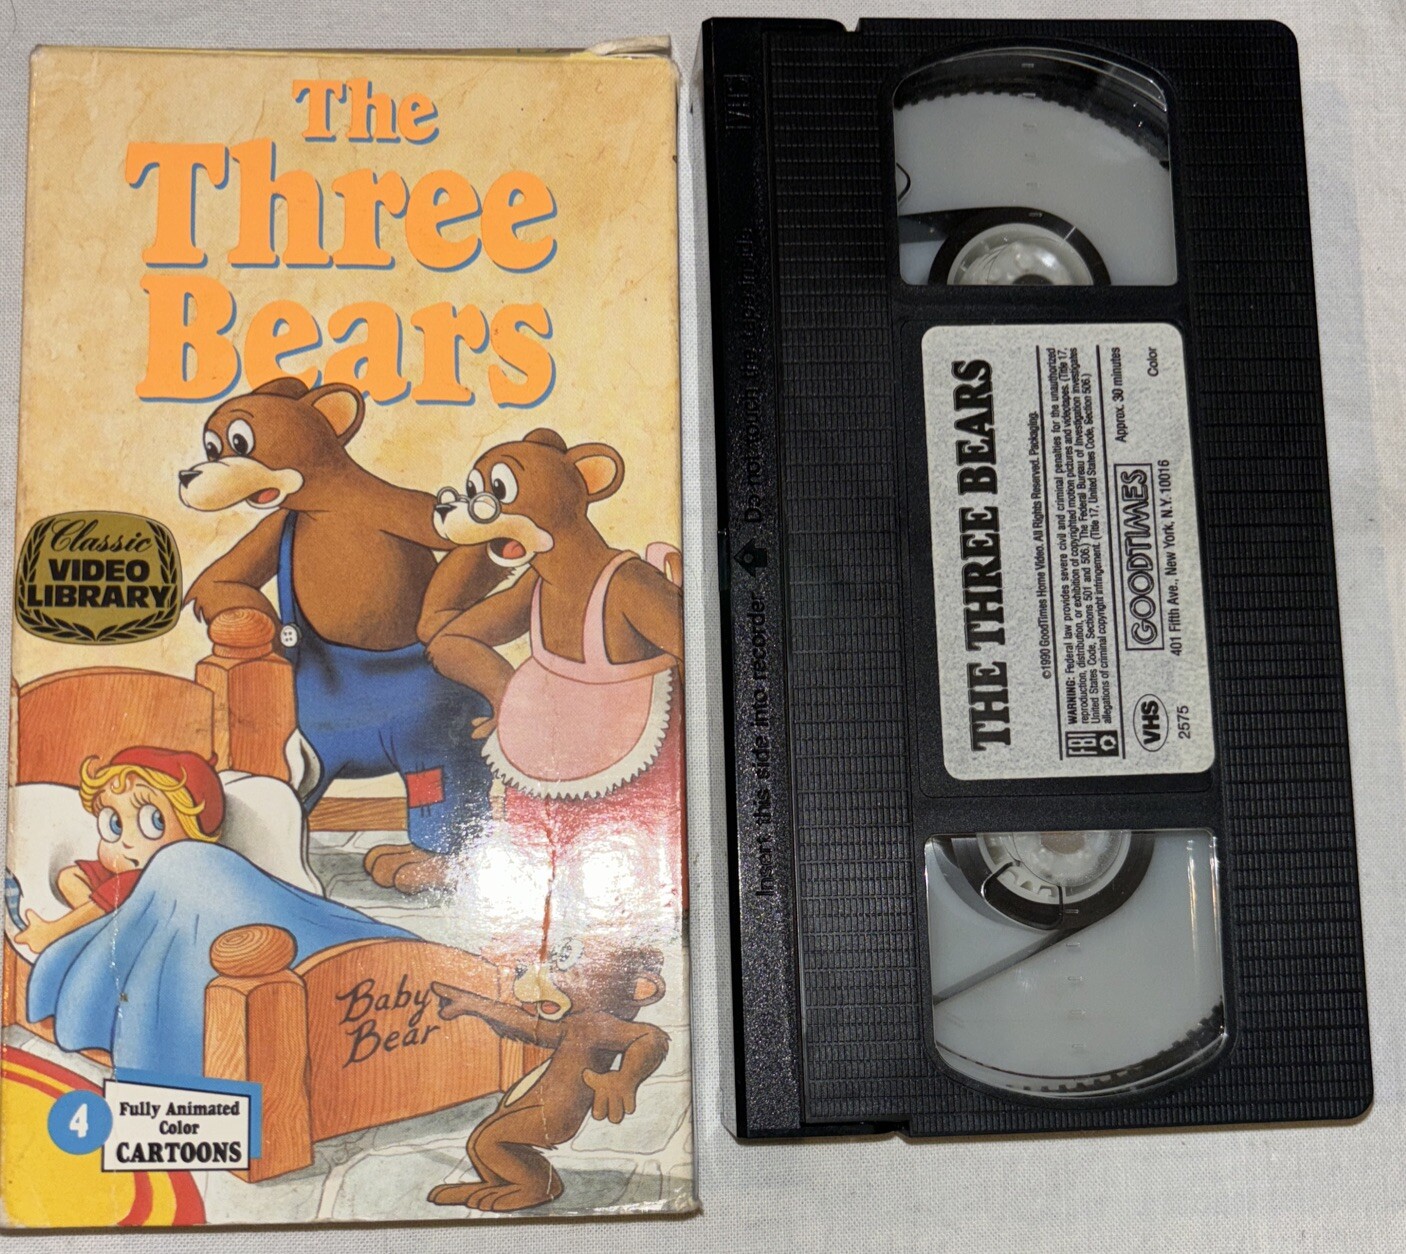 The
Three
Bears
Classic
VIDEO
LIBRARY
Baby
Bear
4
Fully Animated
Color
CARTOONS
VHS
Insert this side into recorder Do not touch the tape inside
THE THREE BEARS
©1990 GoodTimes Home Video. All Rights Reserved. Packaging.
FBI
WARNING: Federal law provides severe civil and criminal penalties for the unauthorized
reproduction, distribution, or exhibition of copyrighted motion pictures and videotapes. (Title 17,
United States Code, Sections 501 and 506.) The Federal Bureau of Investigation investigates
allegations of criminal copyright infringement. (Title 17, United States Code, Section 506.)
VHS
GOODTIMES
Approx. 30 minutes
2575
401 Fifth Ave., New York, N.Y. 10016
Color